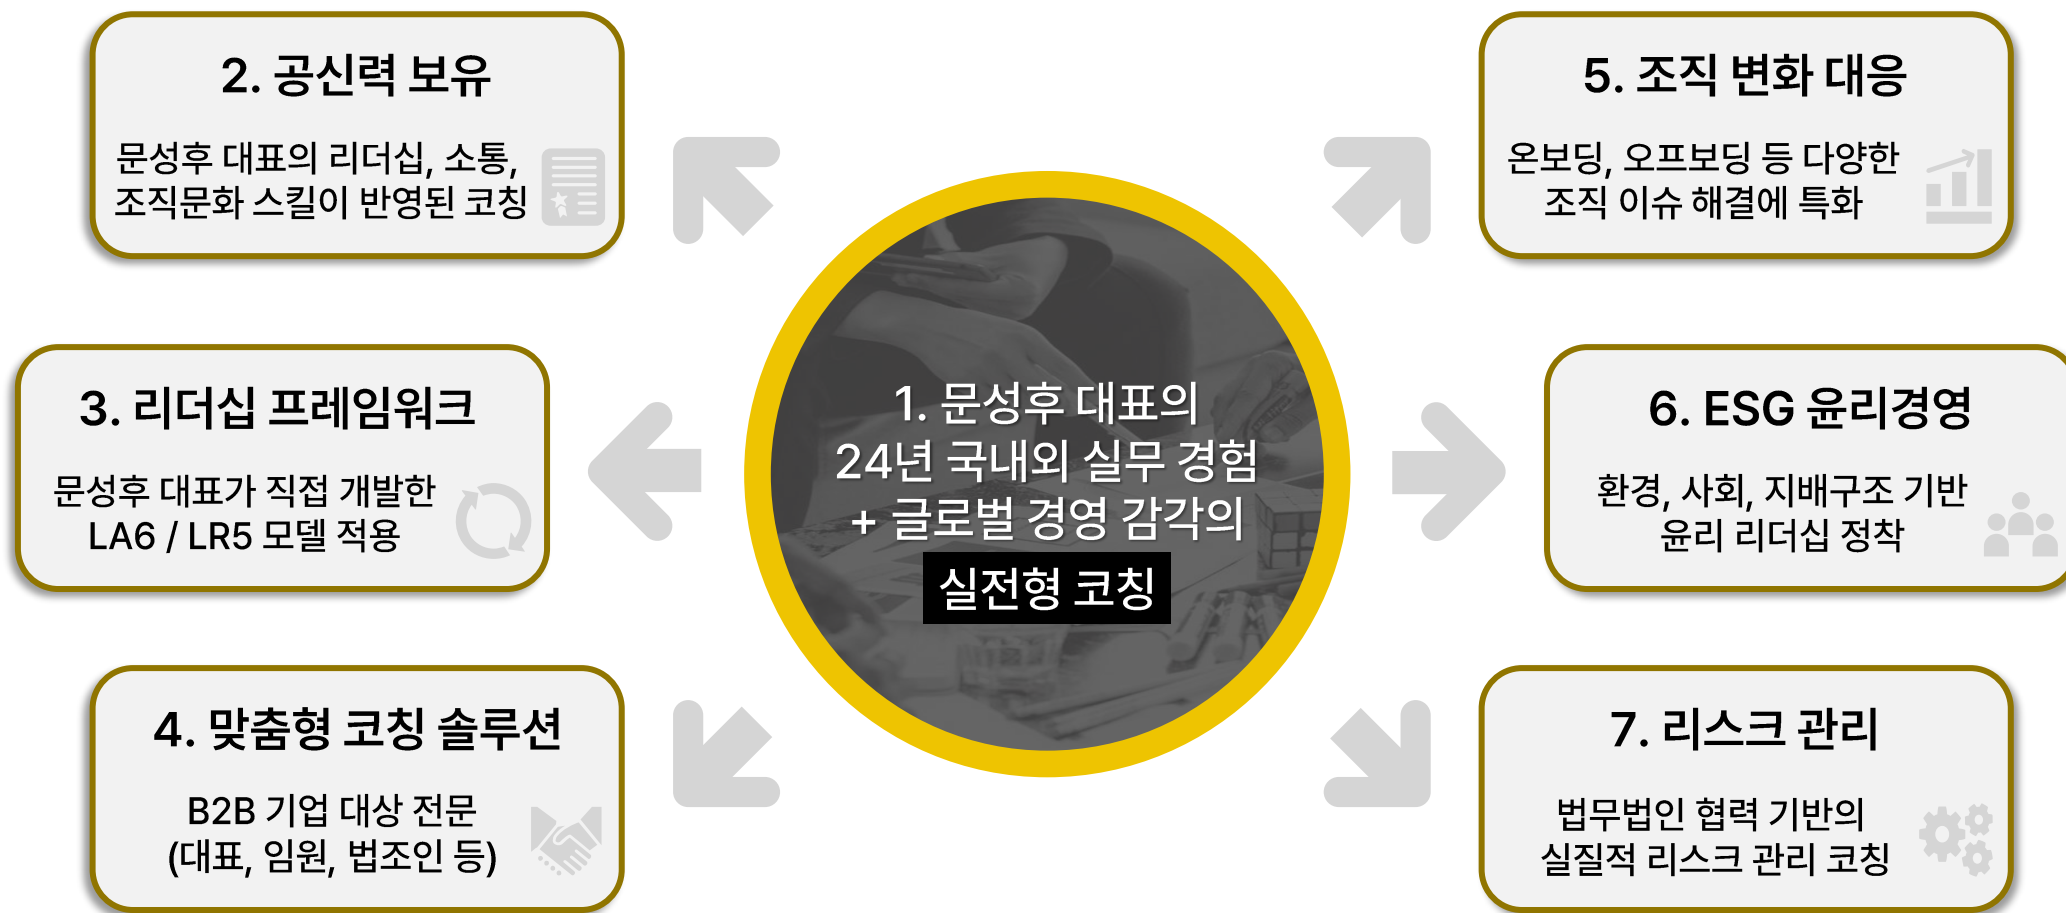 1. 문성후 대표의
24년 국내외 실무 경험
+ 글로벌 경영 감각의
실전형 코칭
2. 공신력 보유
문성후 대표의 리더십, 소통,
조직문화 스킬이 반영된 코칭
3. 리더십 프레임워크
문성후 대표가 직접 개발한
LA6 / LR5 모델 적용
4. 맞춤형 코칭 솔루션
B2B 기업 대상 전문
(대표, 임원, 법조인 등)
5. 조직 변화 대응
온보딩, 오프보딩 등 다양한
조직 이슈 해결에 특화
6. ESG 윤리경영
환경, 사회, 지배구조 기반
윤리 리더십 정착
7. 리스크 관리
법무법인 협력 기반의
실질적 리스크 관리 코칭